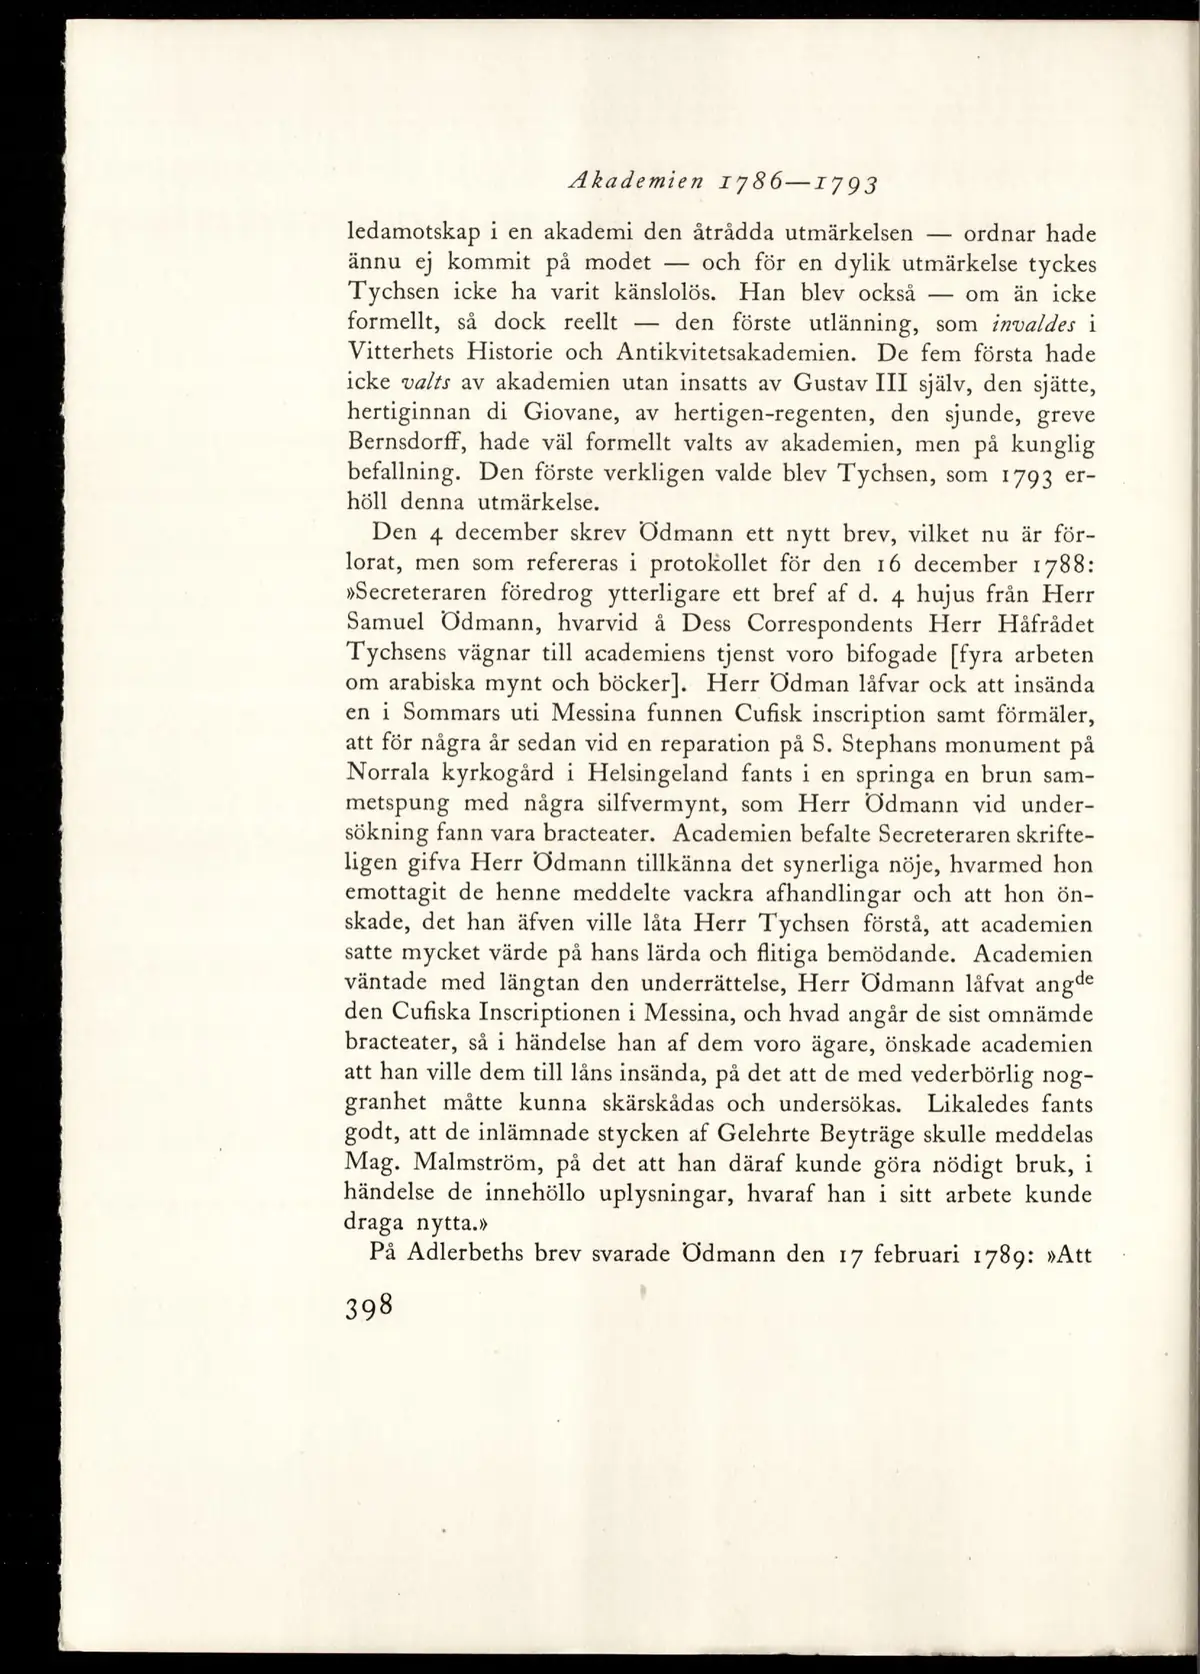 Akademien 1786—1793
ledamotskap i en akademi den åtrådda utmärkelsen — ordnar hade
ännu ej kommit på modet — och för en dylik utmärkelse tyckes
Tychsen icke ha varit känslolös. Han blev också — om än icke
formellt, så dock reellt — den förste utlänning, som invaldes i
Vitterhets Historie och Antikvitetsakademien. De fem första hade
icke valts av akademien utan insatts av Gustav III själv, den sjätte,
hertiginnan di Giovane, av hertigen-regenten, den sjunde, greve
Bernsdorff, hade väl formellt valts av akademien, men på kunglig
befallning. Den förste verkligen valde blev Tychsen, som 1793 er-
höll denna utmärkelse.
Den 4 december skrev Ödmann ett nytt brev, vilket nu är för-
lorat, men som refereras i protokollet för den 16 december 1788:
»Secreteraren föredrog ytterligare ett bref af d. 4 hujus från Herr
Samuel Ödmann, hvarvid å Dess Correspondents Herr Håfrådet
Tychsens vägnar till academiens tjenst voro bifogade [fyra arbeten
om arabiska mynt och böcker]. Herr Ödman låfvar ock att insända
en i Sommars uti Messina funnen Cufisk inscription samt förmäler,
att för några år sedan vid en reparation på S. Stephans monument på
Norrala kyrkogård i Helsingeland fants i en springa en brun sam-
metspung med några silfvermynt, som Herr Ödmann vid under-
sökning fann vara bracteater. Academien befalte Secreteraren skrifte-
ligen gifva Herr Ödmann tillkänna det synerliga nöje, hvarmed hon
emottagit de henne meddelte vackra afhandlingar och att hon ön-
skade, det han äfven ville låta Herr Tychsen förstå, att academien
satte mycket värde på hans lärda och flitiga bemödande. Academien
väntade med längtan den underrättelse, Herr Ödmann låfvat angde
den Cufiska Inscriptionen i Messina, och hvad angår de sist omnämde
bracteater, så i händelse han af dem voro ägare, önskade academien
att han ville dem till låns insända, på det att de med vederbörlig nog-
granhet måtte kunna skärskådas och undersökas. Likaledes fants
godt, att de inlämnade stycken af Gelehrte Beyträge skulle meddelas
Mag. Malmström, på det att han däraf kunde göra nödigt bruk, i
händelse de innehöllo uplysningar, hvaraf han i sitt arbete kunde
draga nytta.»
På Adlerbeths brev svarade Ödmann den 17 februari 1789: »Att
398